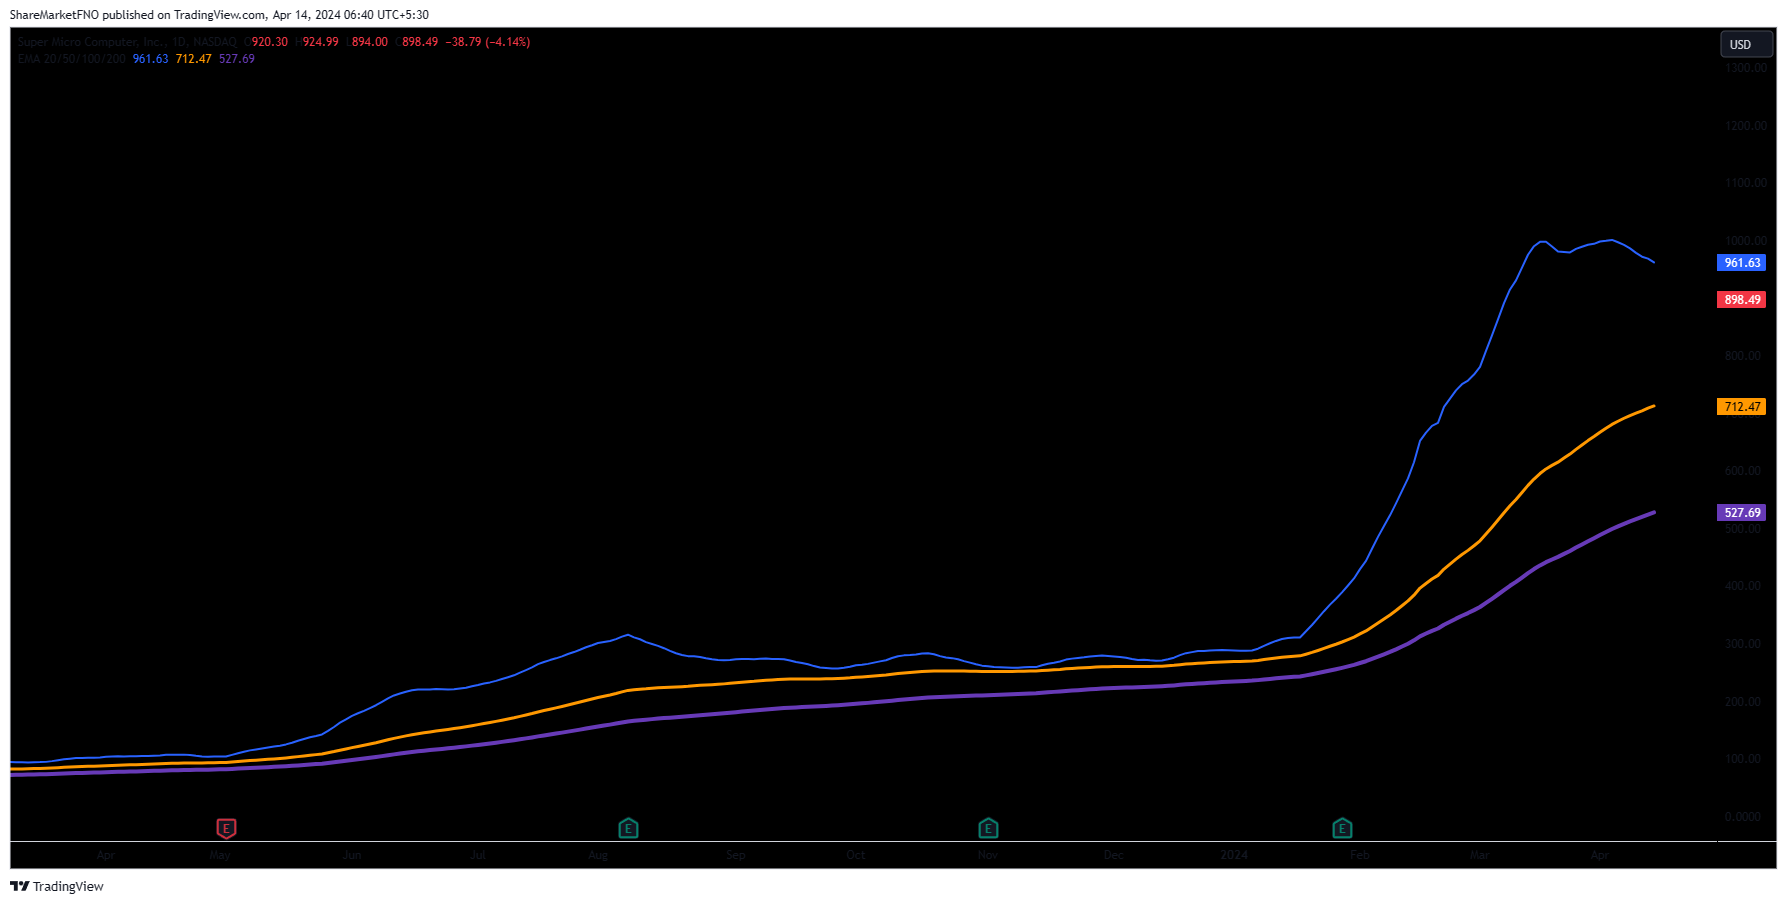 ShareMarketFNO published on TradingView.com, Apr 14, 2024 06:40 UTC+5:30
Super Micro Computer, Inc., 1D, NASDAQ O920.30 H924.99 L894.00 C898.49 −38.79 (−4.14%)
EMA 20/50/100/200 961.63 712.47 527.69
USD
1300.00
1200.00
1100.00
1000.00
961.63
898.49
800.00
712.47
600.00
527.69
500.00
400.00
300.00
200.00
100.00
0.0000
E E E E
Apr May Jun Jul Aug Sep Oct Nov Dec 2024 Feb Mar Apr
TradingView